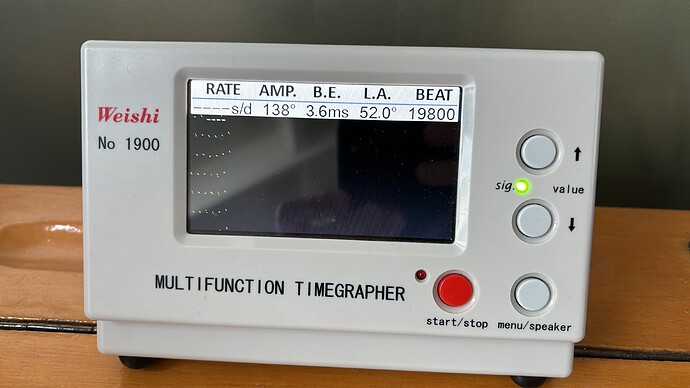 RATE AMP. B.E. L.A. BEAT
----s/d 138° 3.6ms 52.0° 19800
Weishi
No 1900
sig. value
MULTIFUNCTION TIMEGRAPHER
start/stop menu/speaker